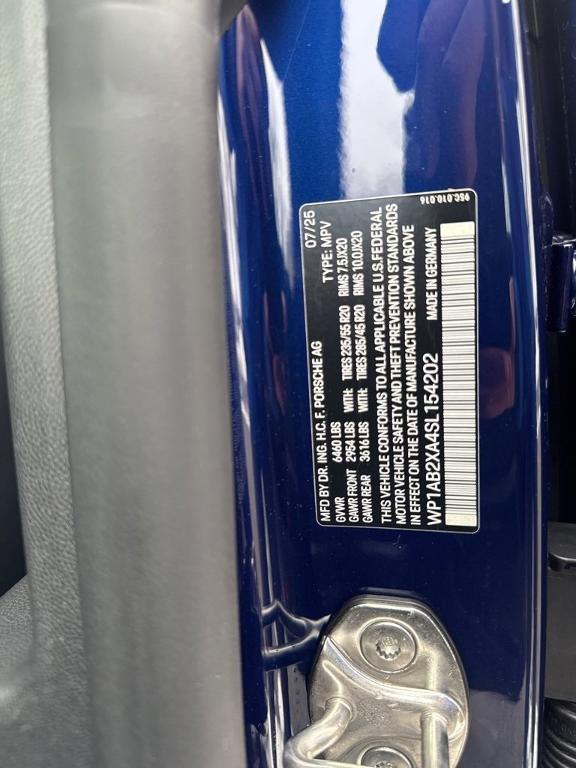 MFD BY DR. ING. H.C. F. PORSCHE AG 07/25
GVWR 6460 LBS TYPE: MPV
GAWR FRONT 2954 LBS WITH: TIRES 235/55 R20 RIMS 7.5JX20
GAWR REAR 3616 LBS WITH: TIRES 285/45 R20 RIMS 10.0JX20
THIS VEHICLE CONFORMS TO ALL APPLICABLE U.S.FEDERAL
MOTOR VEHICLE SAFETY AND THEFT PREVENTION STANDARDS
IN EFFECT ON THE DATE OF MANUFACTURE SHOWN ABOVE
WP1AB2XA4SL154202 MADE IN GERMANY
95C.010.016